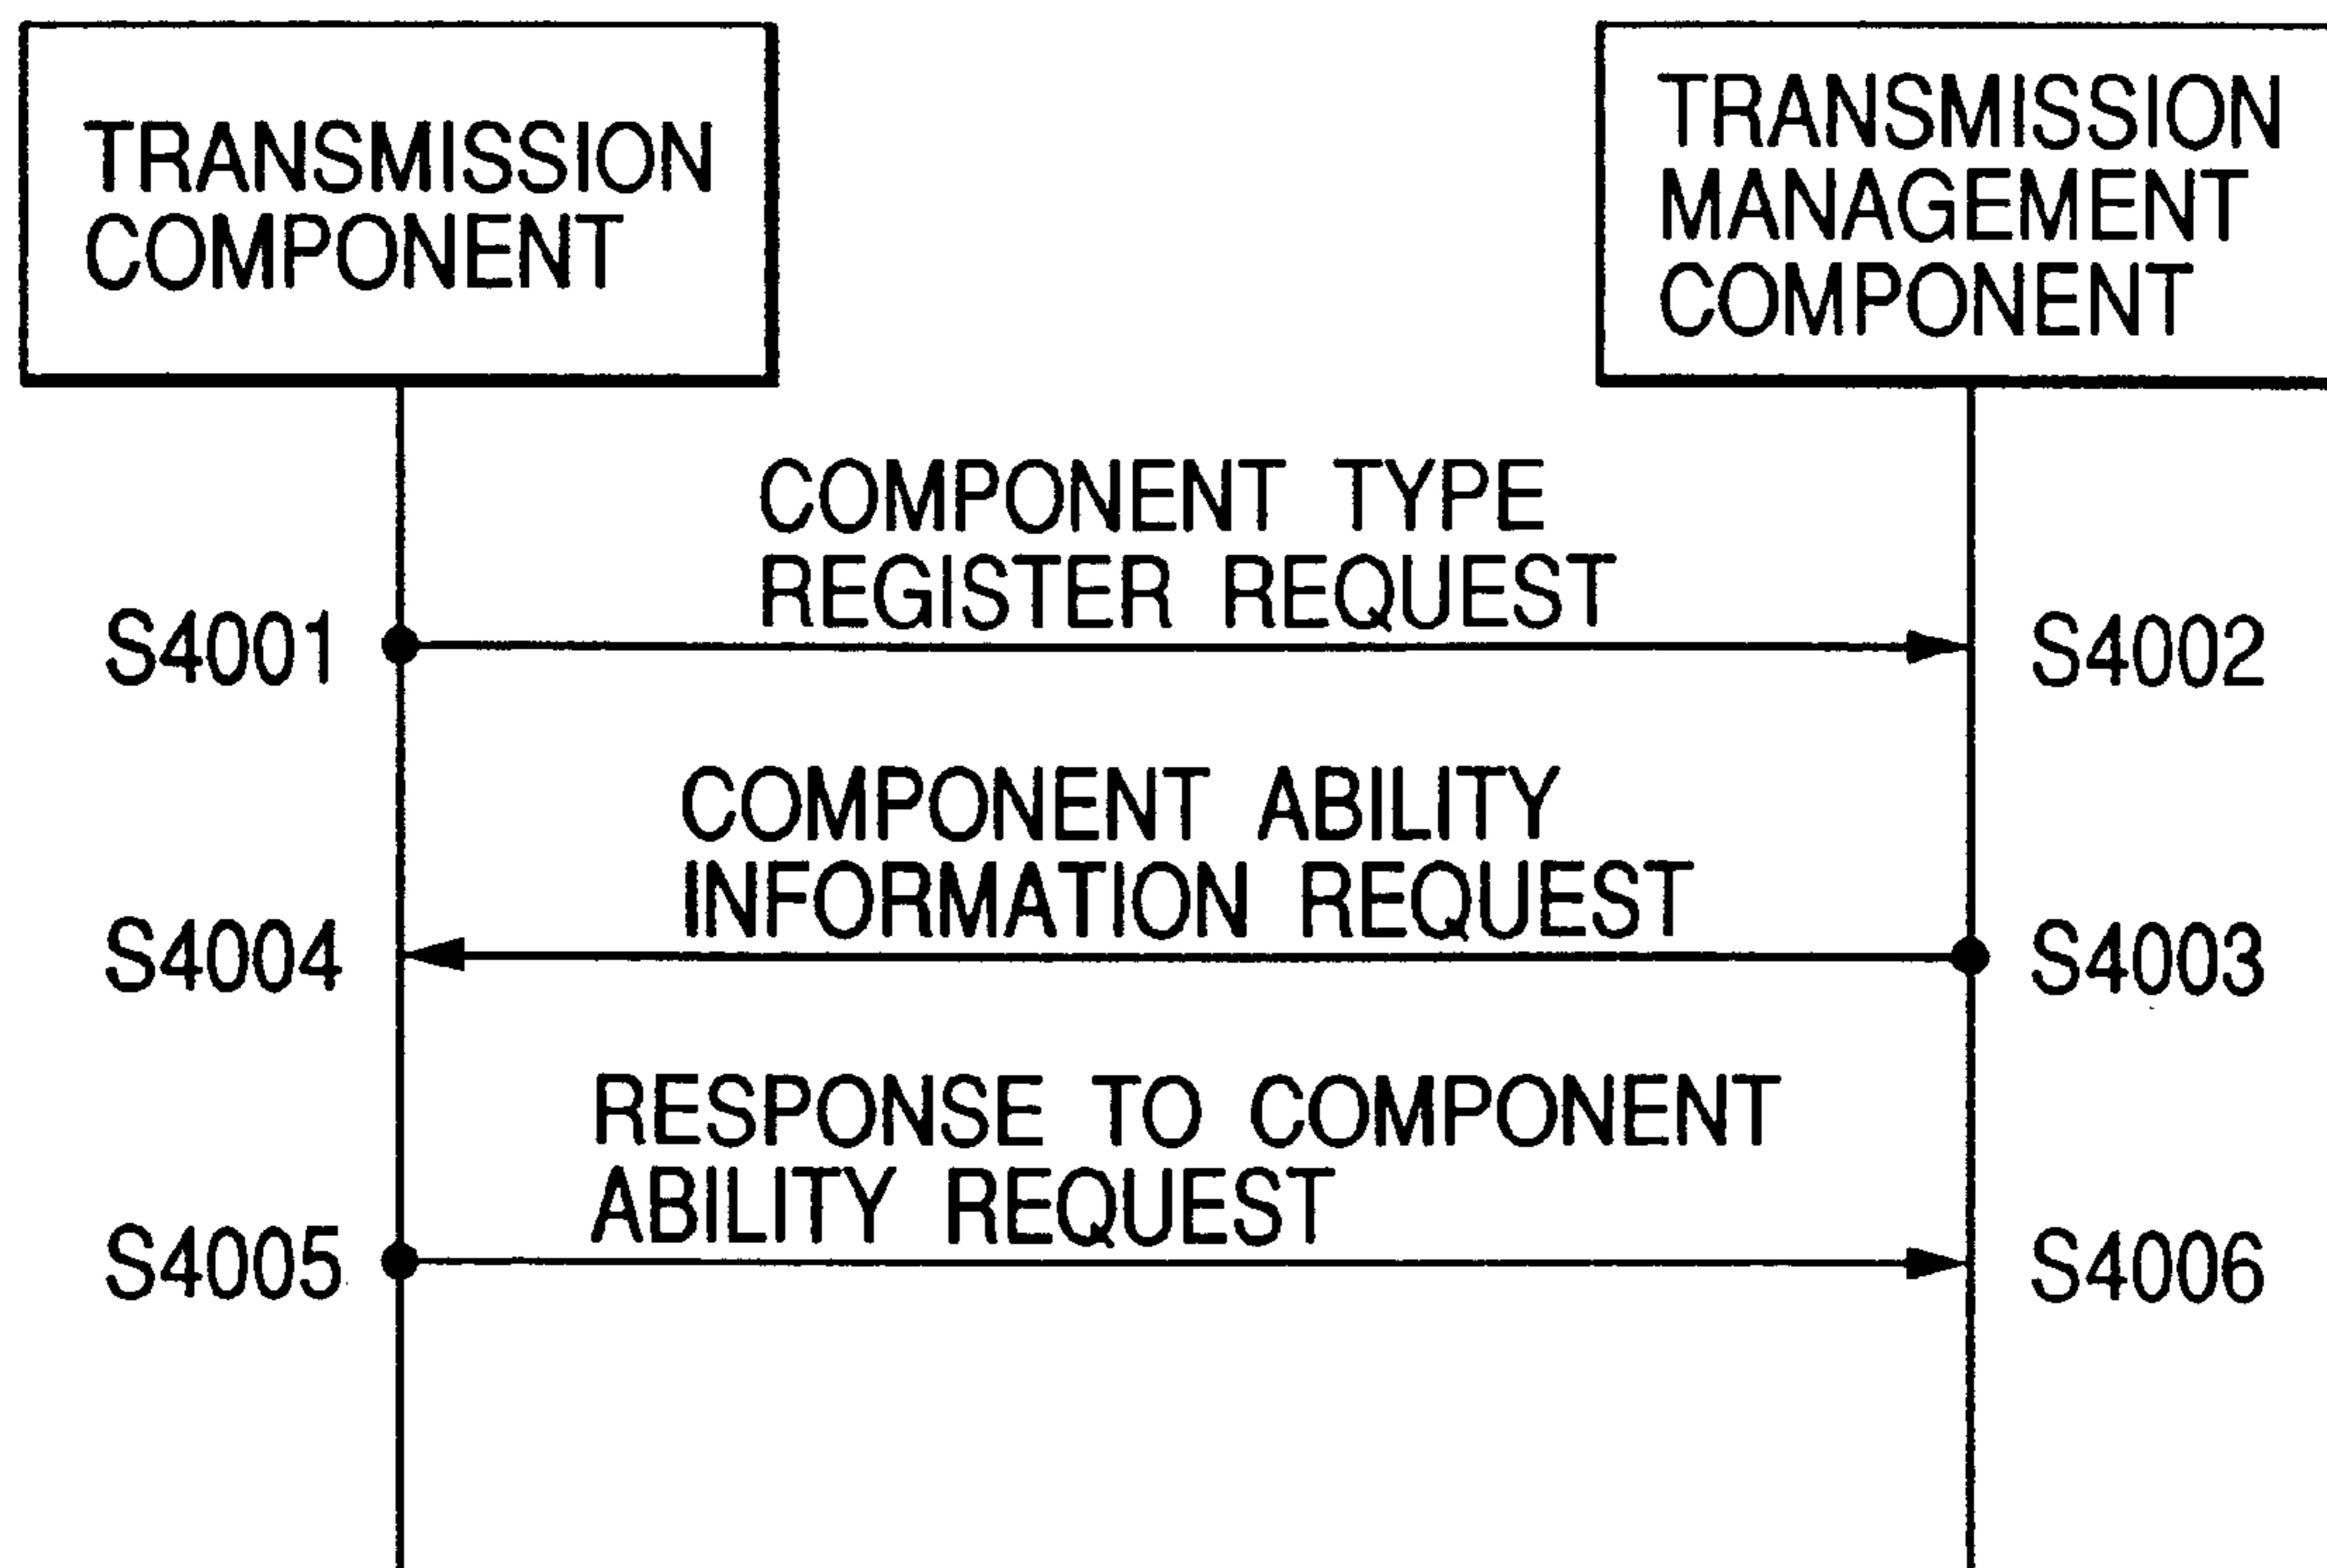 TRANSMISSION
COMPONENT
TRANSMISSION
MANAGEMENT
COMPONENT
COMPONENT TYPE
REGISTER REQUEST
S4001
S4002
COMPONENT ABILITY
INFORMATION REQUEST
S4004
S4003
RESPONSE TO COMPONENT
ABILITY REQUEST
S4005
S4006